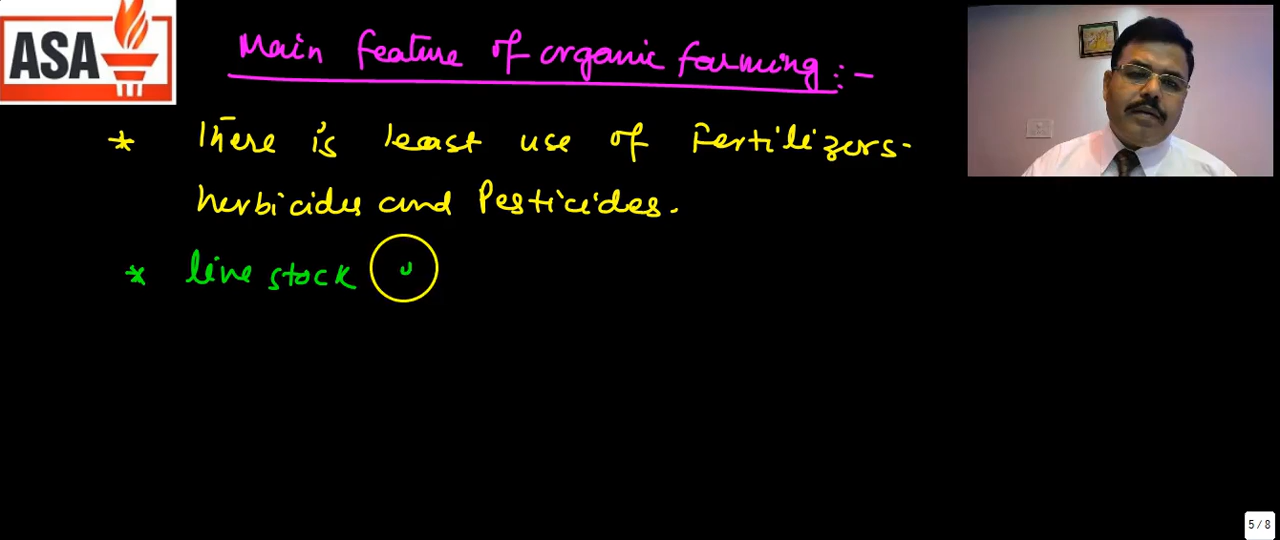 ASA
Main feature of organic farming :-
* There is least use of Fertilizers.
herbicides and Pesticides.
* live stock
5/8